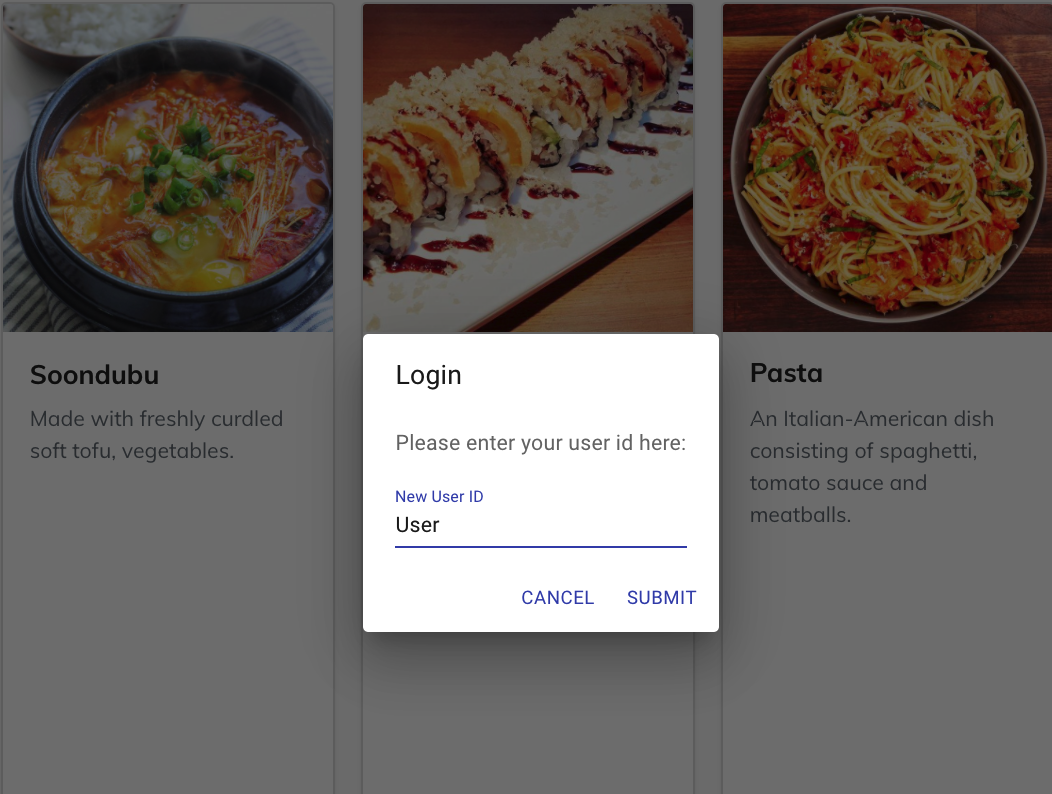 Soondubu
Made with freshly curdled
soft tofu, vegetables.
Login
Please enter your user id here:
New User ID
User
CANCEL SUBMIT
Pasta
An Italian-American dish
consisting of spaghetti,
tomato sauce and
meatballs.